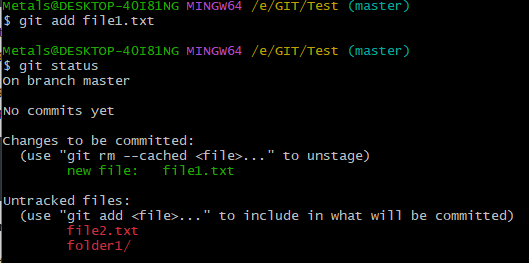 Metals@DESKTOP-4OI81NG MINGW64 /e/GIT/Test (master)
$ git add file1.txt
Metals@DESKTOP-4OI81NG MINGW64 /e/GIT/Test (master)
$ git status
On branch master
No commits yet
Changes to be committed:
(use "git rm --cached <file>..." to unstage)
new file:   file1.txt
Untracked files:
(use "git add <file>..." to include in what will be committed)
file2.txt
folder1/